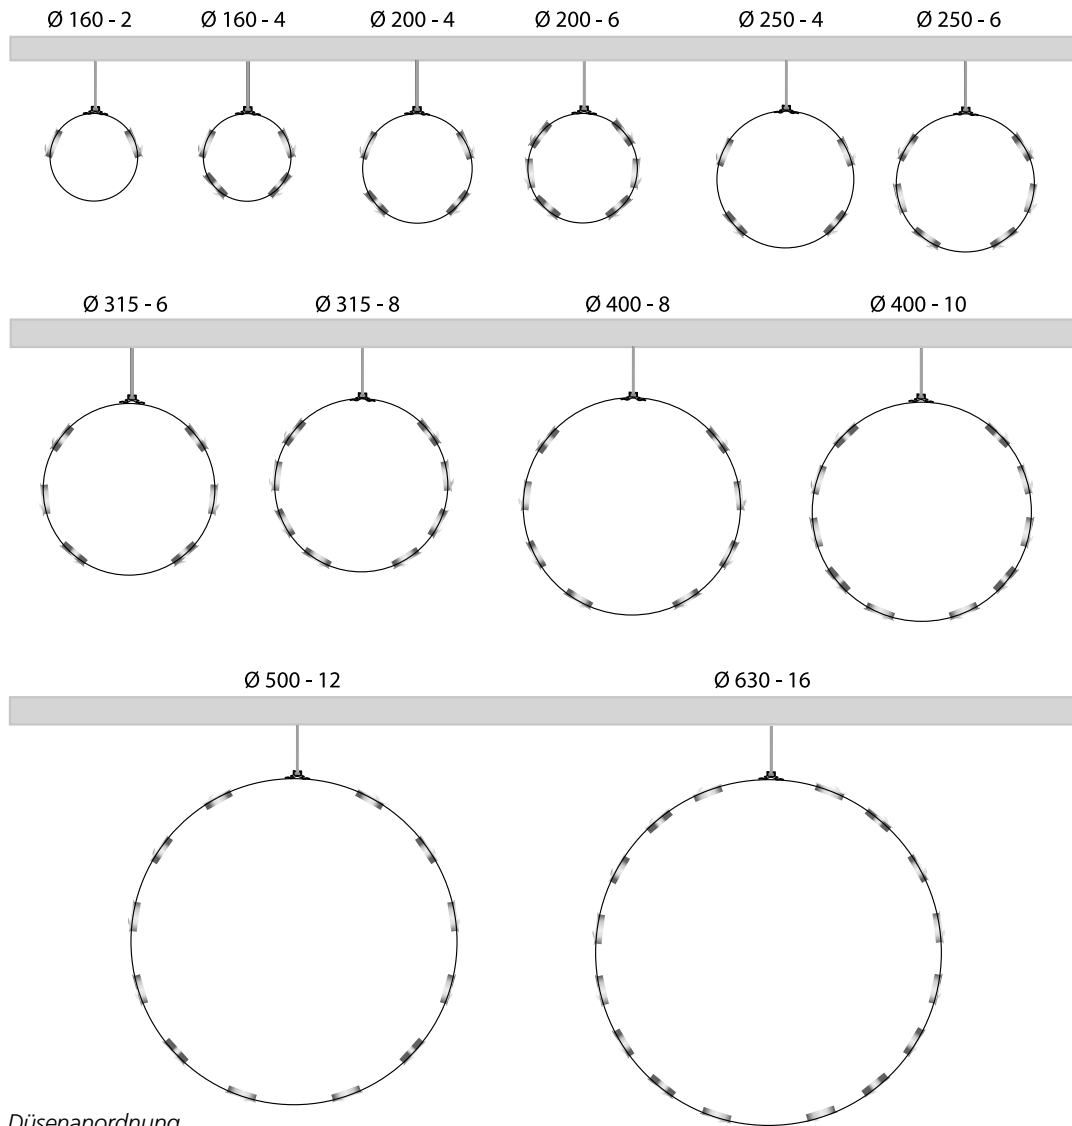 Ø 160 - 2 Ø 160 - 4 Ø 200 - 4 Ø 200 - 6 Ø 250 - 4 Ø 250 - 6
Ø 315 - 6 Ø 315 - 8 Ø 400 - 8 Ø 400 - 10
Ø 500 - 12 Ø 630 - 16
Düsenanordnung